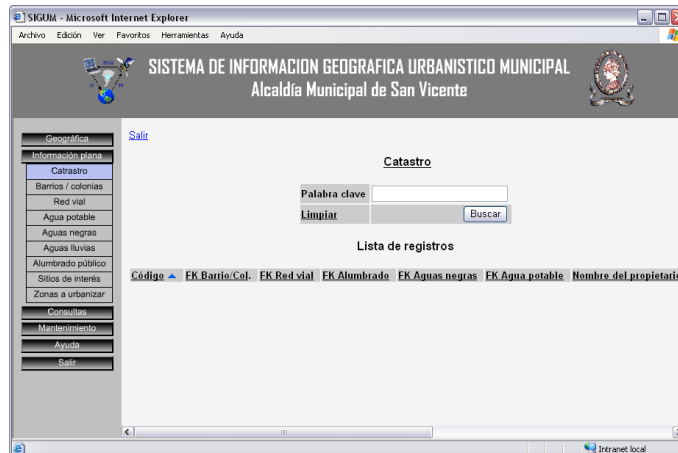 SIGUM - Microsoft Internet Explorer
Archivo Edición Ver Favoritos Herramientas Ayuda
SIG
SISTEMA DE INFORMACION GEOGRAFICA URBANISTICO MUNICIPAL
Alcaldía Municipal de San Vicente
Geográfica
Información plana
Catrastro
Barrios / colonias
Red vial
Agua potable
Aguas negras
Aguas lluvias
Alumbrado público
Sitios de interés
Zonas a urbanizar
Consultas
Mantenimiento
Ayuda
Salir
Salir
Catastro
Palabra clave
Limpiar Buscar
Lista de registros
Código FK Barrio/Col. FK Red vial FK Alumbrado FK Aguas negras FK Agua potable Nombre del propietario
Intranet local